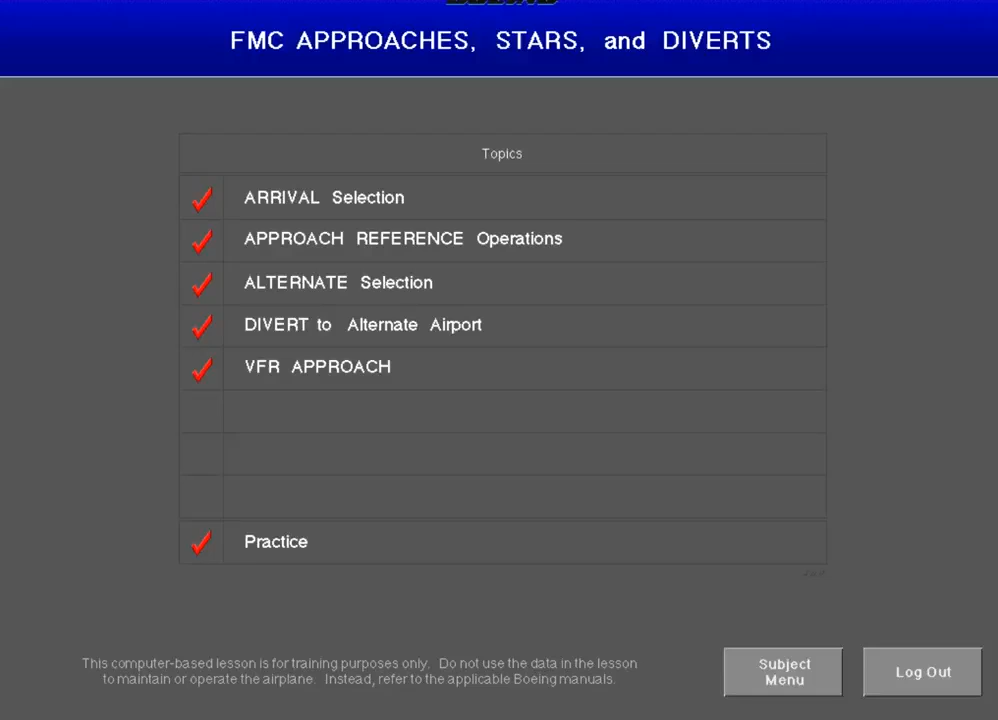 FMC APPROACHES, STARS, and DIVERTS
Topics
ARRIVAL Selection
APPROACH REFERENCE Operations
ALTERNATE Selection
DIVERT to Alternate Airport
VFR APPROACH
Practice
This computer-based lesson is for training purposes only. Do not use the data in the lesson
to maintain or operate the airplane. Instead, refer to the applicable Boeing manuals.
Subject
Menu
Log Out